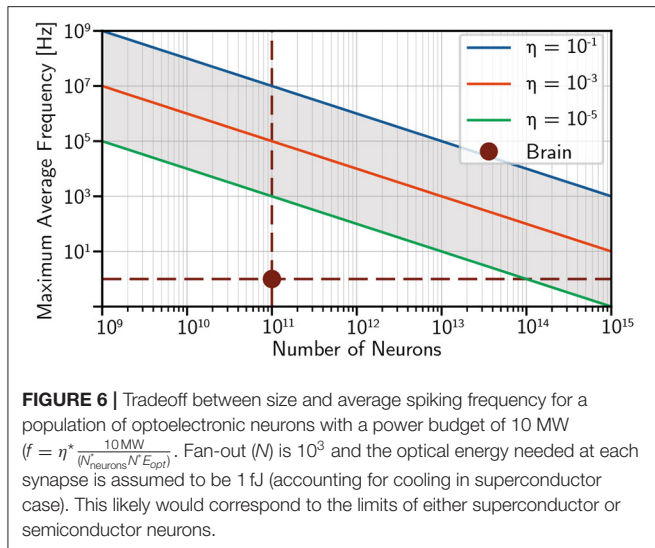 Maximum Average Frequency [Hz]
10⁹
10⁷
10⁵
10³
10¹
η = 10⁻¹
η = 10⁻³
η = 10⁻⁵
Brain
10⁹ 10¹⁰ 10¹¹ 10¹² 10¹³ 10¹⁴ 10¹⁵
Number of Neurons
FIGURE 6 | Tradeoff between size and average spiking frequency for a
population of optoelectronic neurons with a power budget of 10 MW
(f = η* 10 MW / (N*neurons N*Eopt). Fan-out (N) is 10³ and the optical energy needed at each
synapse is assumed to be 1 fJ (accounting for cooling in superconductor
case). This likely would correspond to the limits of either superconductor or
semiconductor neurons.